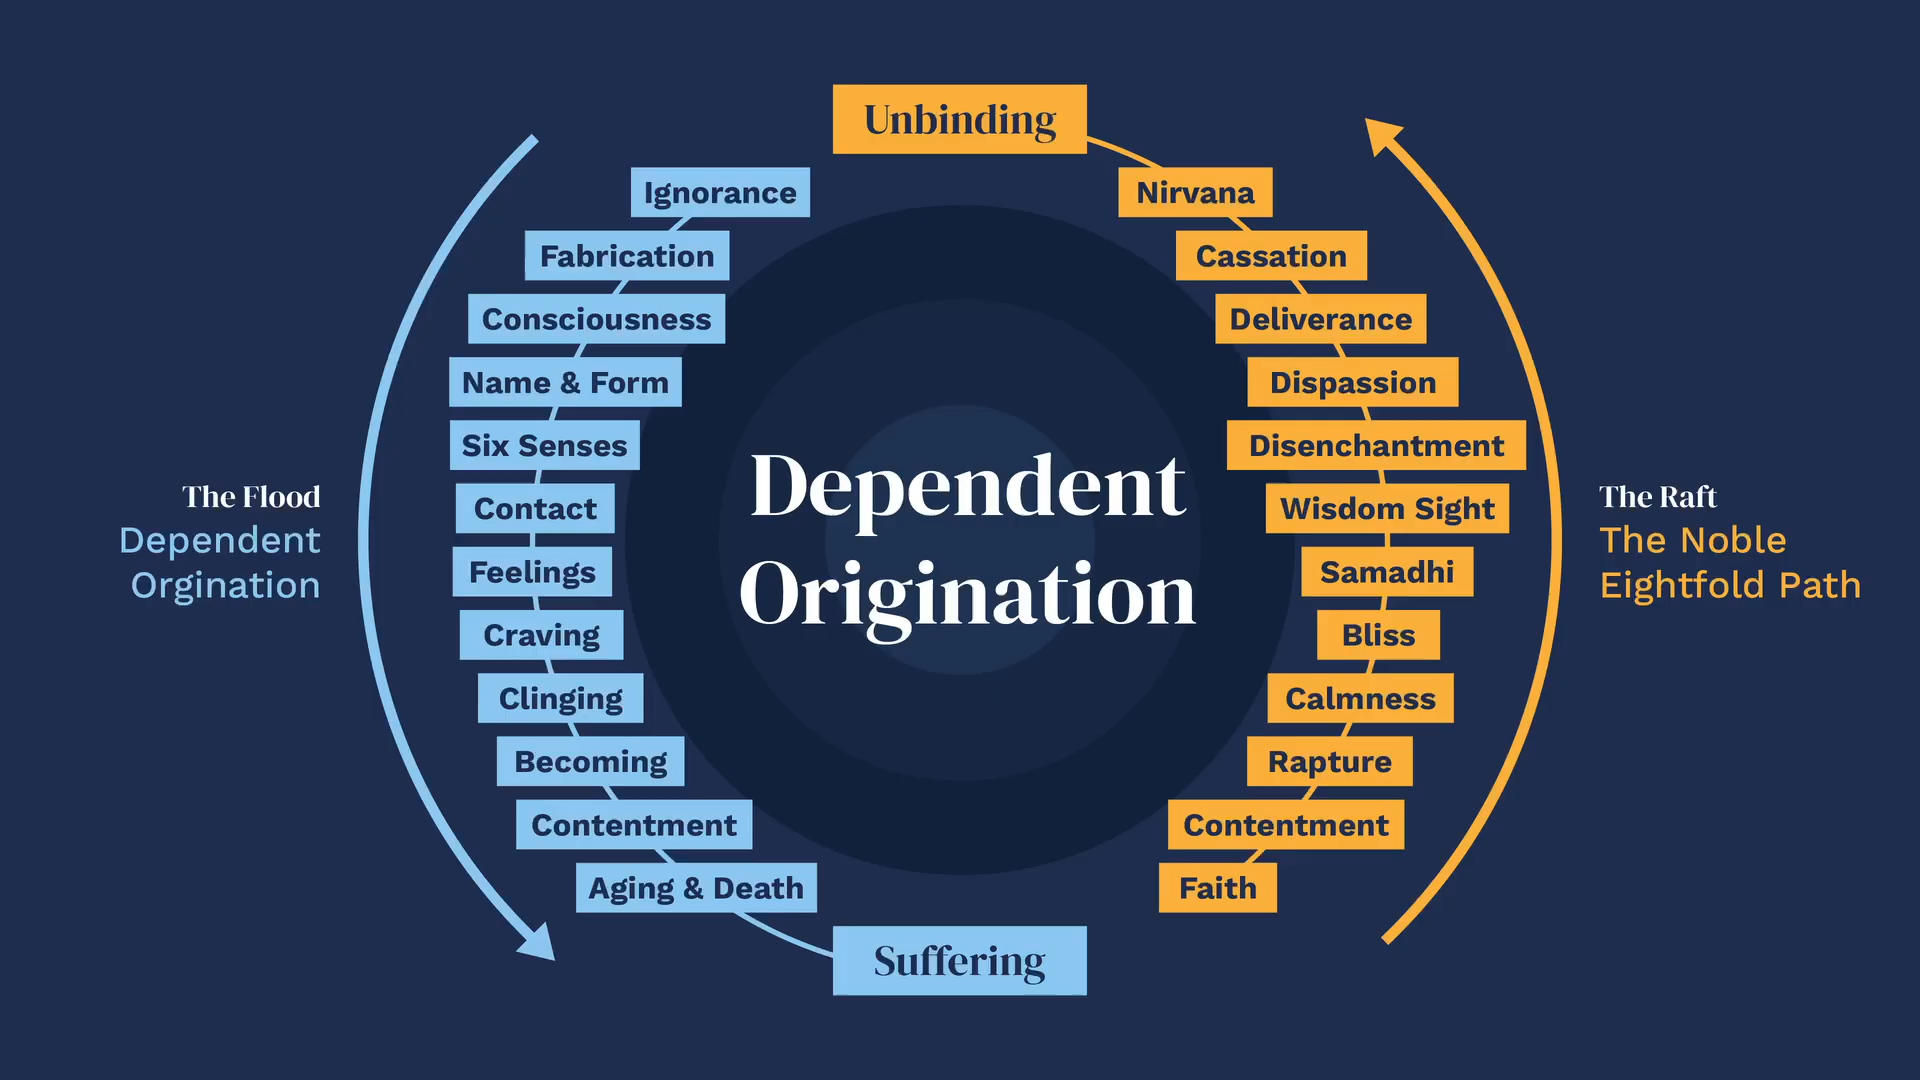 Unbinding
Ignorance
Fabrication
Consciousness
Name & Form
Six Senses
Contact
Feelings
Craving
Clinging
Becoming
Contentment
Aging & Death
Suffering
The Flood
Dependent
Orgination
Dependent
Origination
Nirvana
Cassation
Deliverance
Dispassion
Disenchantment
Wisdom Sight
Samadhi
Bliss
Calmness
Rapture
Contentment
Faith
The Raft
The Noble
Eightfold Path